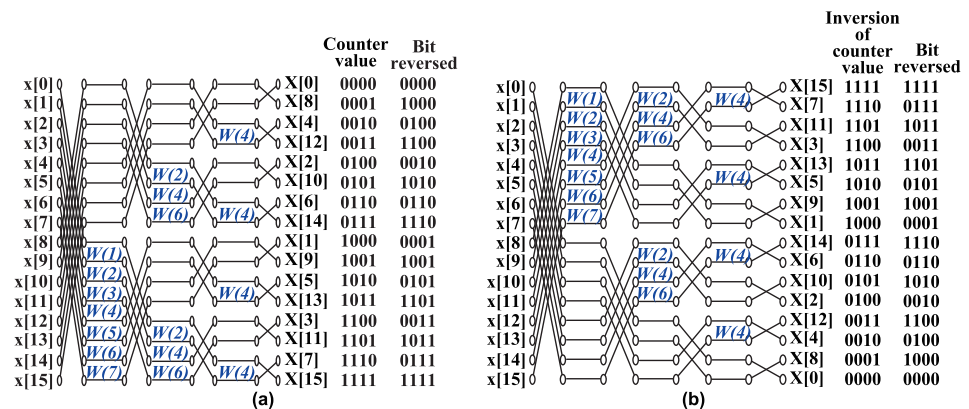 Counter value Bit reversed
x[0] X[0] 0000 0000
x[1] X[8] 0001 1000
x[2] X[4] 0010 0100
x[3] W(4) X[12] 0011 1100
x[4] X[2] 0100 0010
x[5] W(2) X[10] 0101 1010
x[6] W(4) X[6] 0110 0110
x[7] W(6) W(4) X[14] 0111 1110
x[8] X[1] 1000 0001
x[9] W(1) X[9] 1001 1001
x[10] W(2) X[5] 1010 0101
x[11] W(3) W(4) X[13] 1011 1101
x[12] W(4) X[3] 1100 0011
x[13] W(5) W(2) X[11] 1101 1011
x[14] W(6) W(4) X[7] 1110 0111
x[15] W(7) W(6) W(4) X[15] 1111 1111
(a)
Inversion of counter value Bit reversed
x[0] X[15] 1111 1111
x[1] W(1) W(2) W(4) X[7] 1110 0111
x[2] W(2) W(4) X[11] 1101 1011
x[3] W(3) W(6) X[3] 1100 0011
x[4] W(4) X[13] 1011 1101
x[5] W(5) W(4) X[5] 1010 0101
x[6] W(6) X[9] 1001 1001
x[7] W(7) X[1] 1000 0001
x[8] X[14] 0111 1110
x[9] W(2) W(4) X[6] 0110 0110
x[10] W(4) X[10] 0101 1010
x[11] W(6) X[2] 0100 0010
x[12] X[12] 0011 1100
x[13] W(4) X[4] 0010 0100
x[14] X[8] 0001 1000
x[15] X[0] 0000 0000
(b)